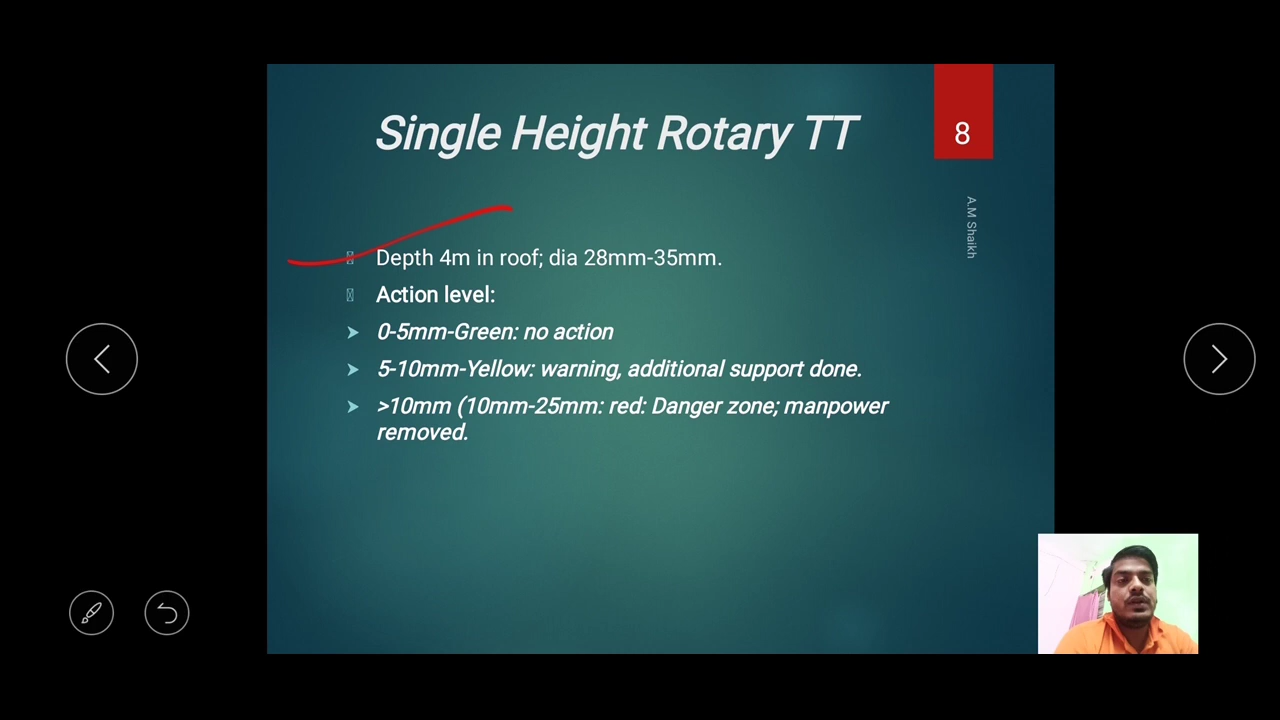 Single Height Rotary TT
8
A.M Shaikh
Depth 4m in roof; dia 28mm-35mm.
Action level:
0-5mm-Green: no action
5-10mm-Yellow: warning, additional support done.
>10mm (10mm-25mm: red: Danger zone; manpower
removed.